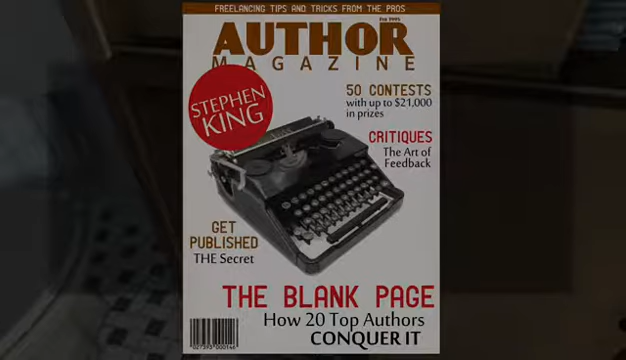 FREELANCING TIPS AND TRICKS FROM THE PROS
AUTHOR
MAGAZINE
STEPHEN
KING
50 CONTESTS
with up to $21,000
in prizes
CRITIQUES
The Art of
Feedback
GET
PUBLISHED
THE Secret
THE BLANK PAGE
How 20 Top Authors
CONQUER IT